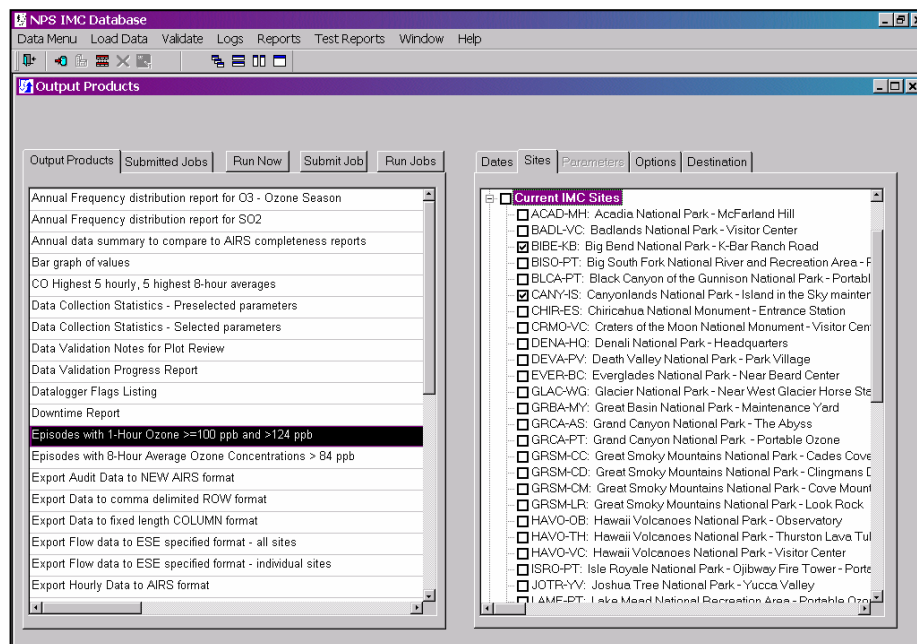 NPS IMC Database
Data Menu Load Data Validate Logs Reports Test Reports Window Help
Output Products
Output Products Submitted Jobs Run Now Submit Job Run Jobs
Annual Frequency distribution report for O3 - Ozone Season
Annual Frequency distribution report for SO2
Annual data summary to compare to AIRS completeness reports
Bar graph of values
CO Highest 5 hourly, 5 highest 8-hour averages
Data Collection Statistics - Preselected parameters
Data Collection Statistics - Selected parameters
Data Validation Notes for Plot Review
Data Validation Progress Report
Datalogger Flags Listing
Downtime Report
Episodes with 1-Hour Ozone >=100 ppb and >124 ppb
Episodes with 8-Hour Average Ozone Concentrations > 84 ppb
Export Audit Data to NEW AIRS format
Export Data to comma delimited ROW format
Export Data to fixed length COLUMN format
Export Flow data to ESE specified format - all sites
Export Flow data to ESE specified format - individual sites
Export Hourly Data to AIRS format
Dates Sites Parameters Options Destination
Current IMC Sites
ACAD-MH: Acadia National Park - McFarland Hill
BADL-VC: Badlands National Park - Visitor Center
BIBE-KB: Big Bend National Park - K-Bar Ranch Road
BISO-PT: Big South Fork National River and Recreation Area - P
BLCA-PT: Black Canyon of the Gunnison National Park - Portabl
CANY-IS: Canyonlands National Park - Island in the Sky mainter
CHIR-ES: Chiricahua National Monument - Entrance Station
CRMO-VC: Craters of the Moon National Monument - Visitor Cen
DENA-HQ: Denali National Park - Headquarters
DEVA-PV: Death Valley National Park - Park Village
EVER-BC: Everglades National Park - Near Beard Center
GLAC-WG: Glacier National Park - Near West Glacier Horse Sta
GRBA-MY: Great Basin National Park - Maintenance Yard
GRCA-AS: Grand Canyon National Park - The Abyss
GRCA-PT: Grand Canyon National Park - Portable Ozone
GRSM-CC: Great Smoky Mountains National Park - Cades Cove
GRSM-CD: Great Smoky Mountains National Park - Clingmans D
GRSM-CM: Great Smoky Mountains National Park - Cove Mount
GRSM-LR: Great Smoky Mountains National Park - Look Rock
HAVO-OB: Hawaii Volcanoes National Park - Observatory
HAVO-TH: Hawaii Volcanoes National Park - Thurston Lava Tul
HAVO-VC: Hawaii Volcanoes National Park - Visitor Center
ISRO-PT: Isle Royale National Park - Ojibway Fire Tower - Porta
JOTR-YV: Joshua Tree National Park - Yucca Valley
LAME-PT: Lake Mead National Recreation Area - Portable Ozo